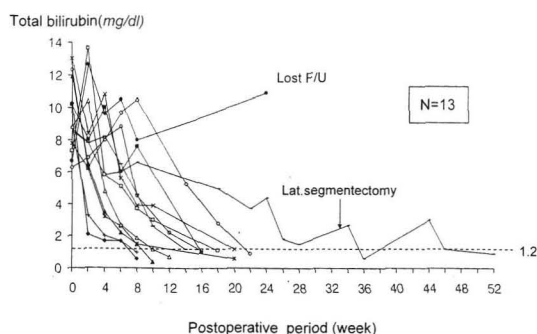 Total bilirubin(mg/dl)
14
12
10
8
6
4
2
0
Lost F/U
N=13
Lat.segmentectomy
1.2
0 4 8 12 16 20 24 28 32 36 40 44 48 52
Postoperative period (week)